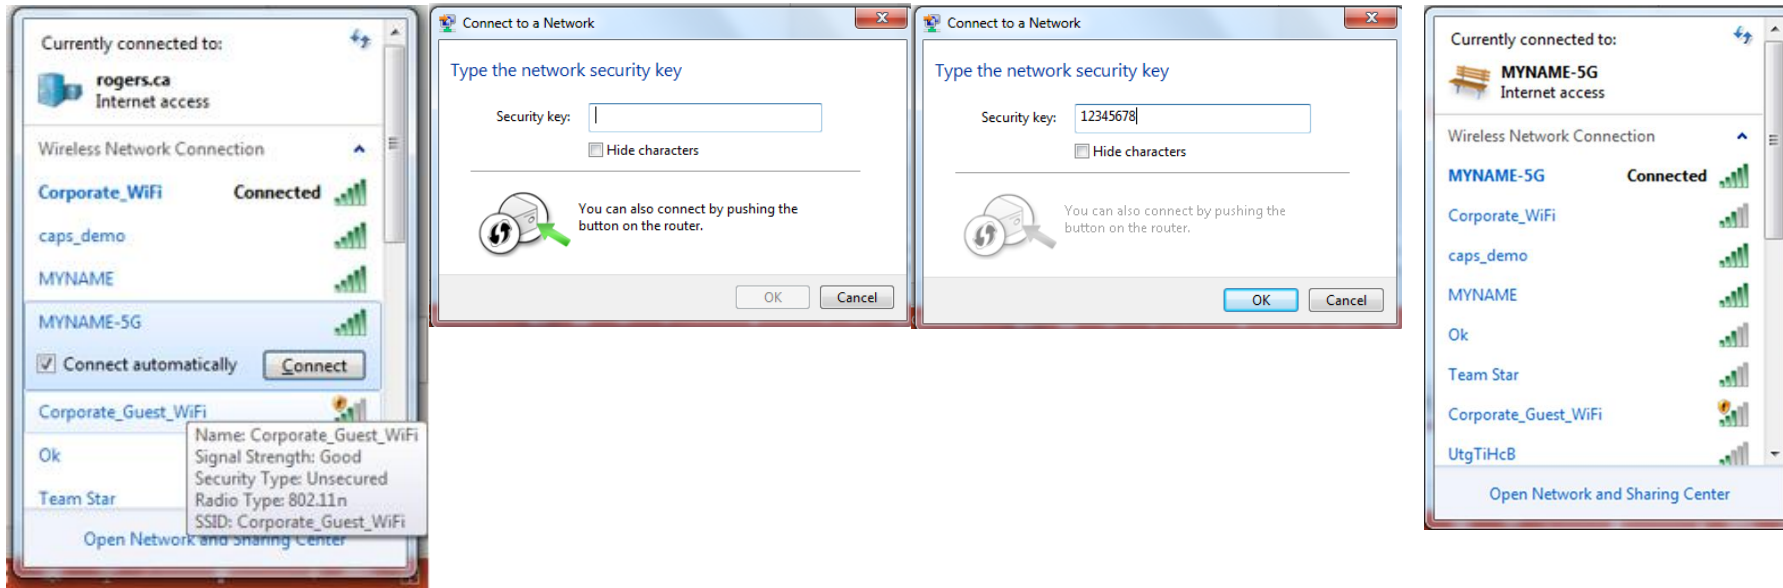 Currently connected to:
rogers.ca
Internet access
Wireless Network Connection
Corporate_WiFi Connected
caps_demo
MYNAME
MYNAME-5G
Connect automatically Connect
Corporate_Guest_WiFi
Name: Corporate_Guest_WiFi
Ok
Signal Strength: Good
Security Type: Unsecured
Team Star
Radio Type: 802.11n
SSID: Corporate_Guest_WiFi
Open Network and Sharing Center
Connect to a Network
Type the network security key
Security key:
Hide characters
You can also connect by pushing the
button on the router.
OK Cancel
Connect to a Network
Type the network security key
Security key: 12345678
Hide characters
You can also connect by pushing the
button on the router.
OK Cancel
Currently connected to:
MYNAME-5G
Internet access
Wireless Network Connection
MYNAME-5G Connected
Corporate_WiFi
caps_demo
MYNAME
Ok
Team Star
Corporate_Guest_WiFi
UtgTiHcB
Open Network and Sharing Center